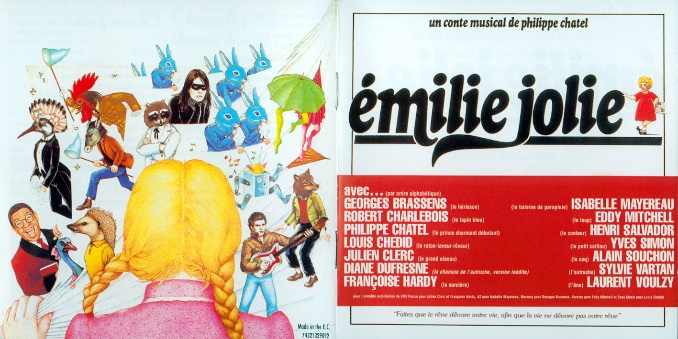 Made in the E.C.
74321329892
un conte musical de philippe chatel
émilie jolie
avec... (par ordre alphabétique)
GEORGES BRASSENS (le hérisson) (la baleine de parapluie) ISABELLE MAYEREAU
ROBERT CHARLEBOIS (le lapin bleu) (le loup) EDDY MITCHELL
PHILIPPE CHATEL (le prince charmant débutant) (le conteur) HENRI SALVADOR
LOUIS CHEDID (le raton-laveur-rêveur) (le petit caillou) YVES SIMON
JULIEN CLERC (le grand oiseau) (le coq) ALAIN SOUCHON
DIANE DUFRESNE (la chanson de l'autruche, version inédite) (l'autruche) SYLVIE VARTAN
FRANÇOISE HARDY (la sorcière) (l'âne) LAURENT VOULZY
"Faites que le rêve dévore votre vie, afin que la vie ne dévore pas votre rêve"